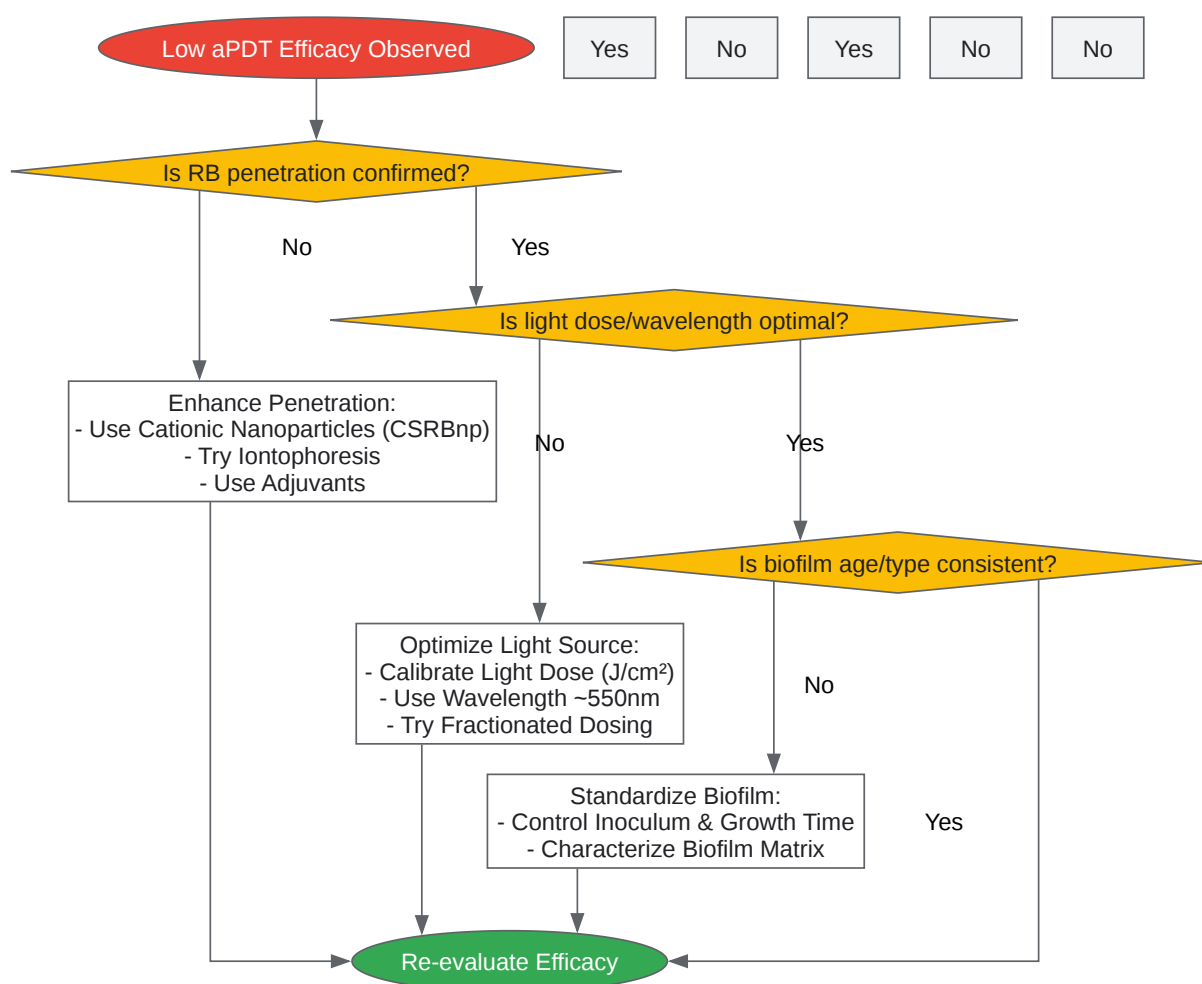 Low aPDT Efficacy Observed
Yes
No
Yes
No
No
Is RB penetration confirmed?
No
Yes
Is light dose/wavelength optimal?
Enhance Penetration:
- Use Cationic Nanoparticles (CSRBnp)
- Try Iontophoresis
- Use Adjuvants
No
Yes
Is biofilm age/type consistent?
Optimize Light Source:
- Calibrate Light Dose (J/cm²)
- Use Wavelength ~550nm
- Try Fractionated Dosing
No
Standardize Biofilm:
- Control Inoculum & Growth Time
- Characterize Biofilm Matrix
Yes
Re-evaluate Efficacy